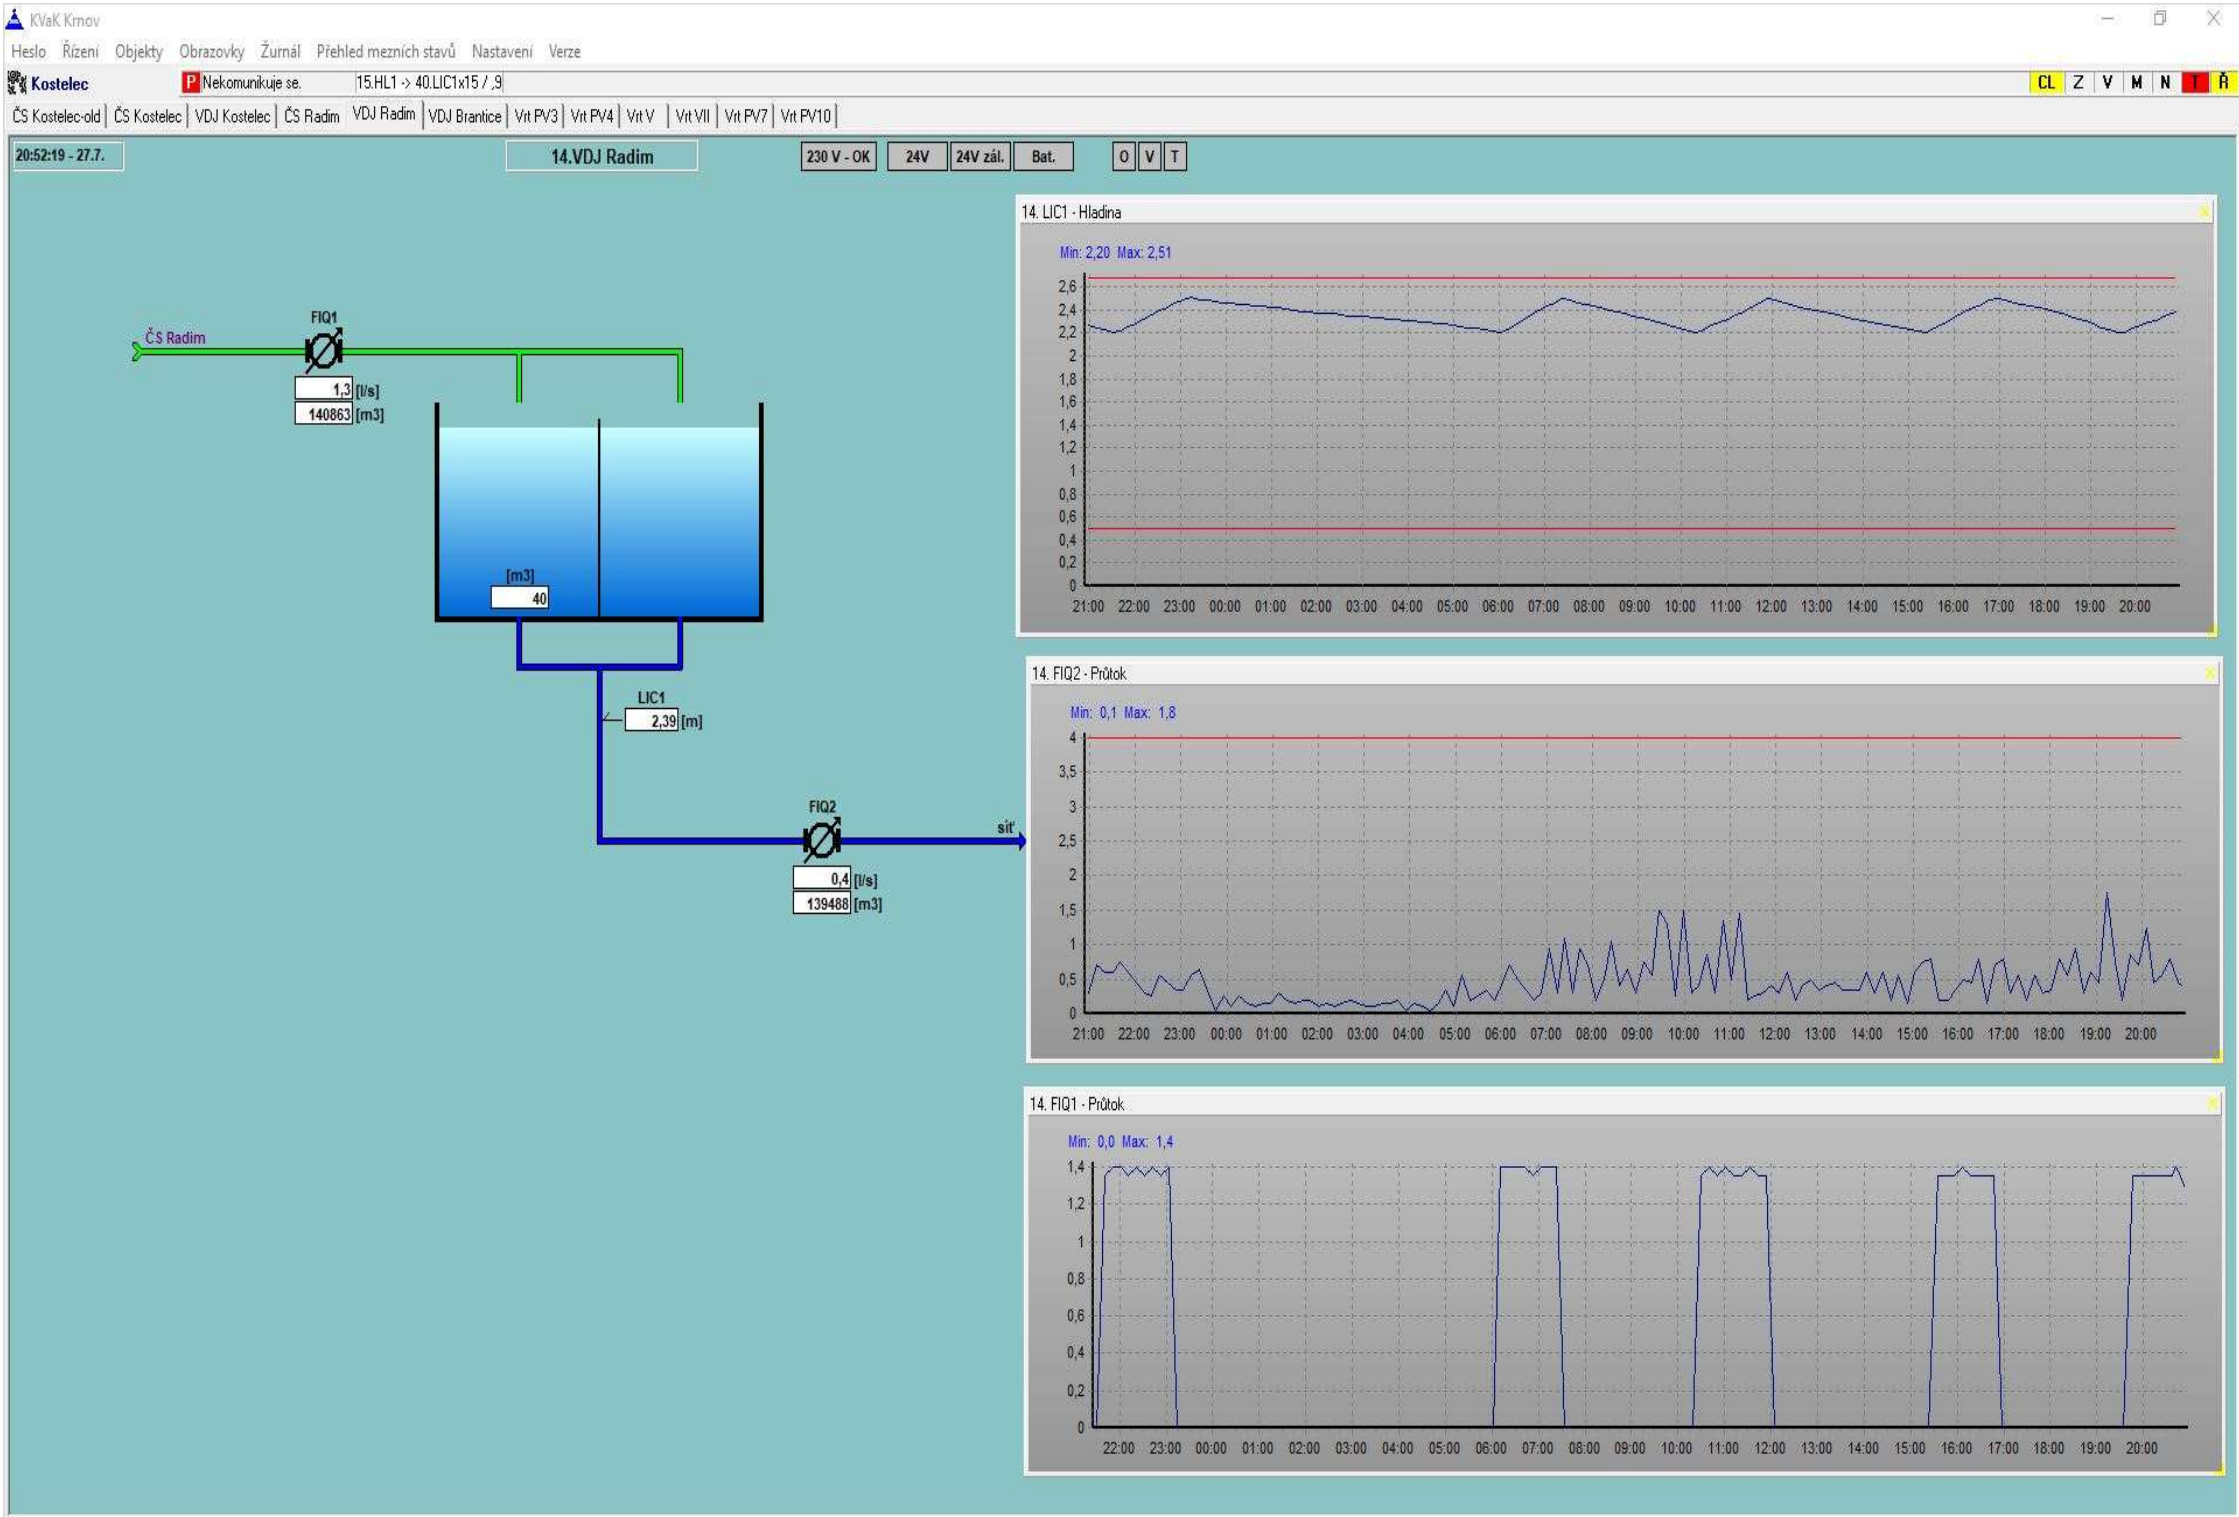 KVaK Krnov
Heslo Řízení Objekty Obrazovky Žurnál Přehled mezních stavů Nastavení Verze
Kostelec P Nekomunikuje se. 15.HL1 -> 40.LIC1x15 / ,9 CL Z V M N T Ř
ČS Kostelec-old ČS Kostelec VDJ Kostelec ČS Radim VDJ Radim VDJ Brantice Vrt PV3 Vrt PV4 Vrt V Vrt VII Vrt PV7 Vrt PV10
20:52:19 - 27.7. 14.VDJ Radim 230 V - OK 24V 24V zál. Bat. O V T
ČS Radim
FIQ1
1,3 [l/s]
140863 [m3]
[m3]
40
LIC1
2,39 [m]
FIQ2
síť
0,4 [l/s]
139488 [m3]
14. LIC1 - Hladina
Min: 2,20 Max: 2,51
2,6
2,4
2,2
2
1,8
1,6
1,4
1,2
1
0,8
0,6
0,4
0,2
0
21:00 22:00 23:00 00:00 01:00 02:00 03:00 04:00 05:00 06:00 07:00 08:00 09:00 10:00 11:00 12:00 13:00 14:00 15:00 16:00 17:00 18:00 19:00 20:00
14. FIQ2 - Průtok
Min: 0,1 Max: 1,8
4
3,5
3
2,5
2
1,5
1
0,5
0
21:00 22:00 23:00 00:00 01:00 02:00 03:00 04:00 05:00 06:00 07:00 08:00 09:00 10:00 11:00 12:00 13:00 14:00 15:00 16:00 17:00 18:00 19:00 20:00
14. FIQ1 - Průtok
Min: 0,0 Max: 1,4
1,4
1,2
1
0,8
0,6
0,4
0,2
0
22:00 23:00 00:00 01:00 02:00 03:00 04:00 05:00 06:00 07:00 08:00 09:00 10:00 11:00 12:00 13:00 14:00 15:00 16:00 17:00 18:00 19:00 20:00